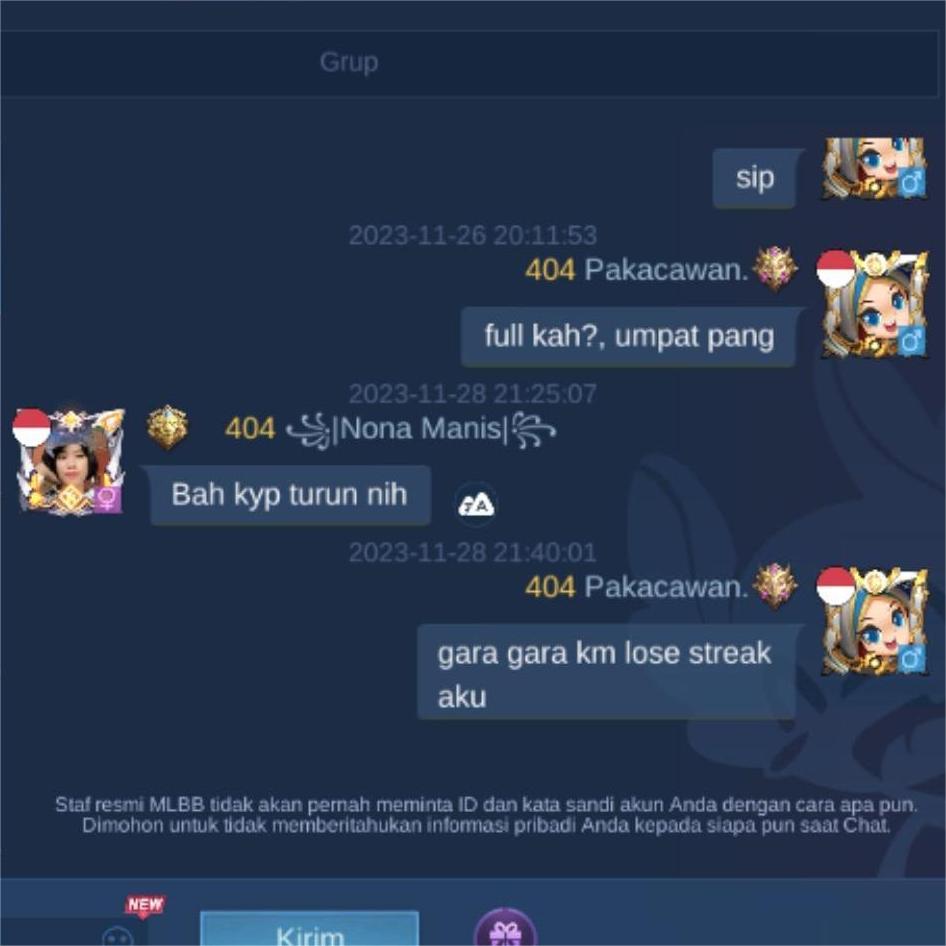 Grup
sip
2023-11-26 20:11:53
404 Pakacawan.
full kah?, umpat pang
2023-11-28 21:25:07
404 ꧁|Nona Manis|꧂
Bah kyp turun nih
2023-11-28 21:40:01
404 Pakacawan.
gara gara km lose streak
aku
Staf resmi MLBB tidak akan pernah meminta ID dan kata sandi akun Anda dengan cara apa pun.
Dimohon untuk tidak memberitahukan informasi pribadi Anda kepada siapa pun saat Chat.
NEW
Kirim